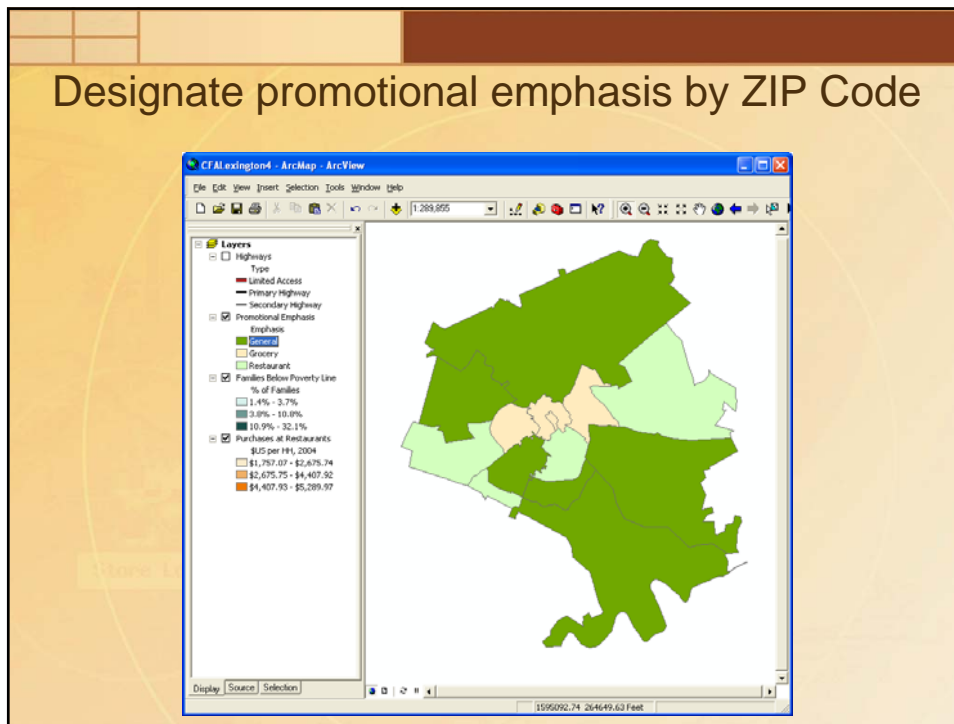 Designate promotional emphasis by ZIP Code
CFALexington4 - ArcMap - ArcView
File Edit View Insert Selection Tools Window Help
1:289,855
Layers
Highways
Type
Limited Access
Primary Highway
Secondary Highway
Promotional Emphasis
Emphasis
General
Grocery
Restaurant
Families Below Poverty Line
% of Families
1.4% - 3.7%
3.8% - 10.8%
10.9% - 32.1%
Purchases at Restaurants
$US per HH, 2004
$1,757.07 - $2,675.74
$2,675.75 - $4,407.92
$4,407.93 - $5,289.97
Store
Display Source Selection
1595092.74 264649.63 Feet